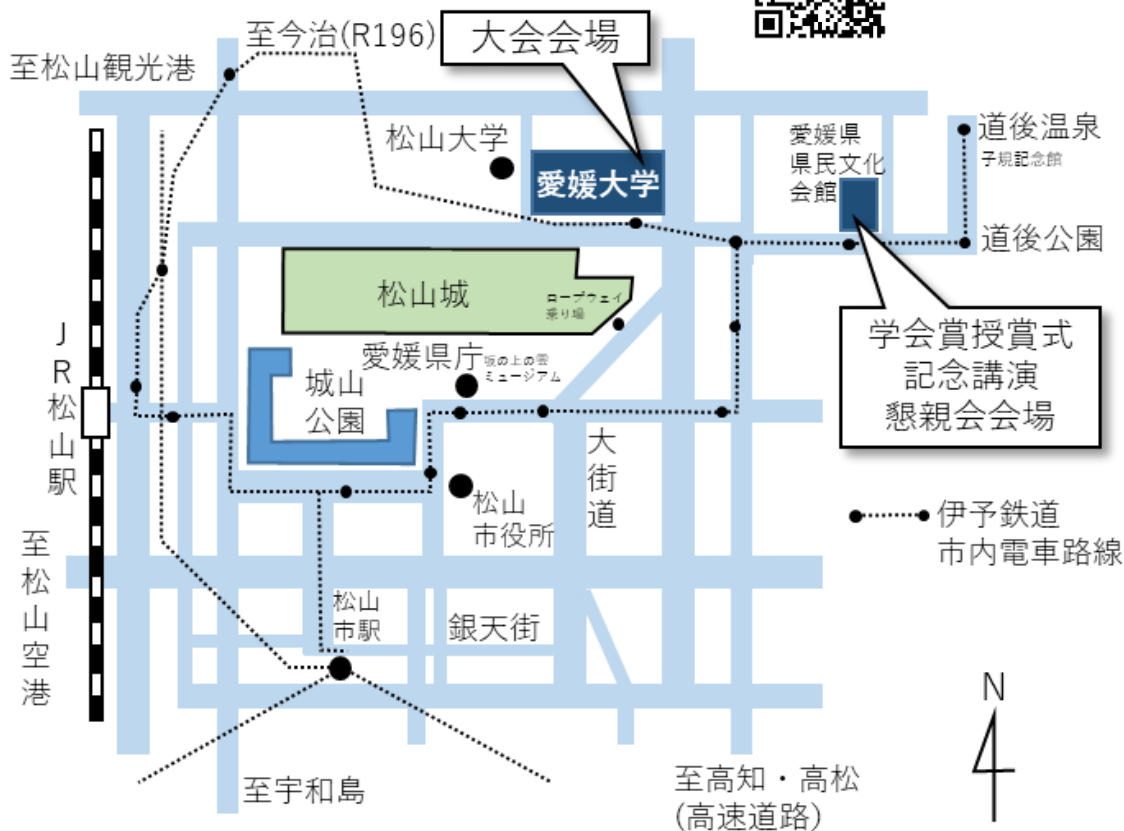 至今治(R196)
大会会場
至松山観光港
松山大学
愛媛大学
愛媛県
県民文化
会館
道後温泉
子規記念館
道後公園
松山城
ロープウェイ
乗り場
学会賞授賞式
記念講演
懇親会会場
JR松山駅
愛媛県庁
坂の上の雲
ミュージアム
城山
公園
大街道
松山
市役所
伊予鉄道
市内電車路線
至松山空港
松山
市駅
銀天街
N
至宇和島
至高知・高松
(高速道路)